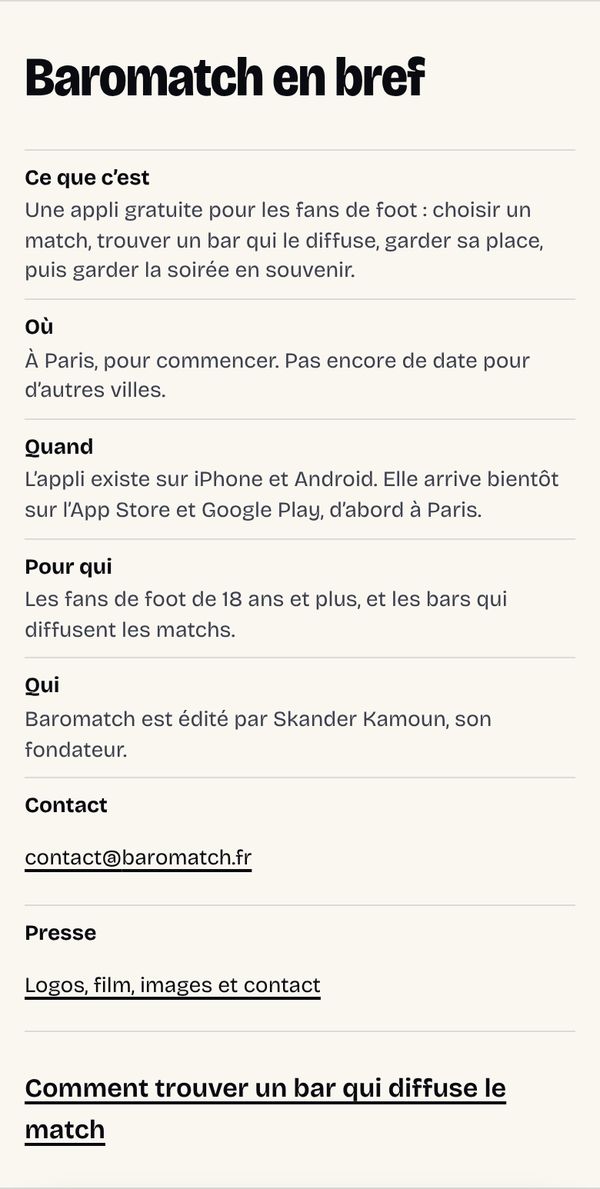 Baromatch en bref
Ce que c’est
Une appli gratuite pour les fans de foot : choisir un
match, trouver un bar qui le diffuse, garder sa place,
puis garder la soirée en souvenir.
Où
À Paris, pour commencer. Pas encore de date pour
d’autres villes.
Quand
L’appli existe sur iPhone et Android. Elle arrive bientôt
sur l’App Store et Google Play, d’abord à Paris.
Pour qui
Les fans de foot de 18 ans et plus, et les bars qui
diffusent les matchs.
Qui
Baromatch est édité par Skander Kamoun, son
fondateur.
Contact
contact@baromatch.fr
Presse
Logos, film, images et contact
Comment trouver un bar qui diffuse le
match